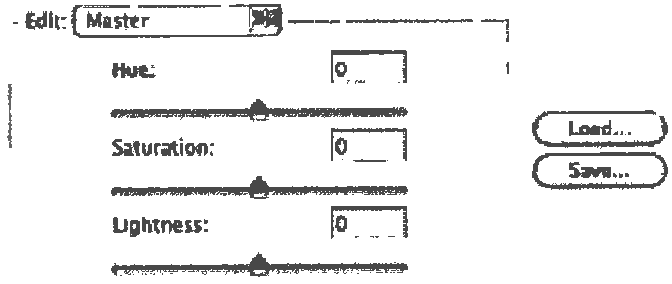 Edit: Master
Hue: 0
Load...
Saturation: 0
Save...
Lightness: 0